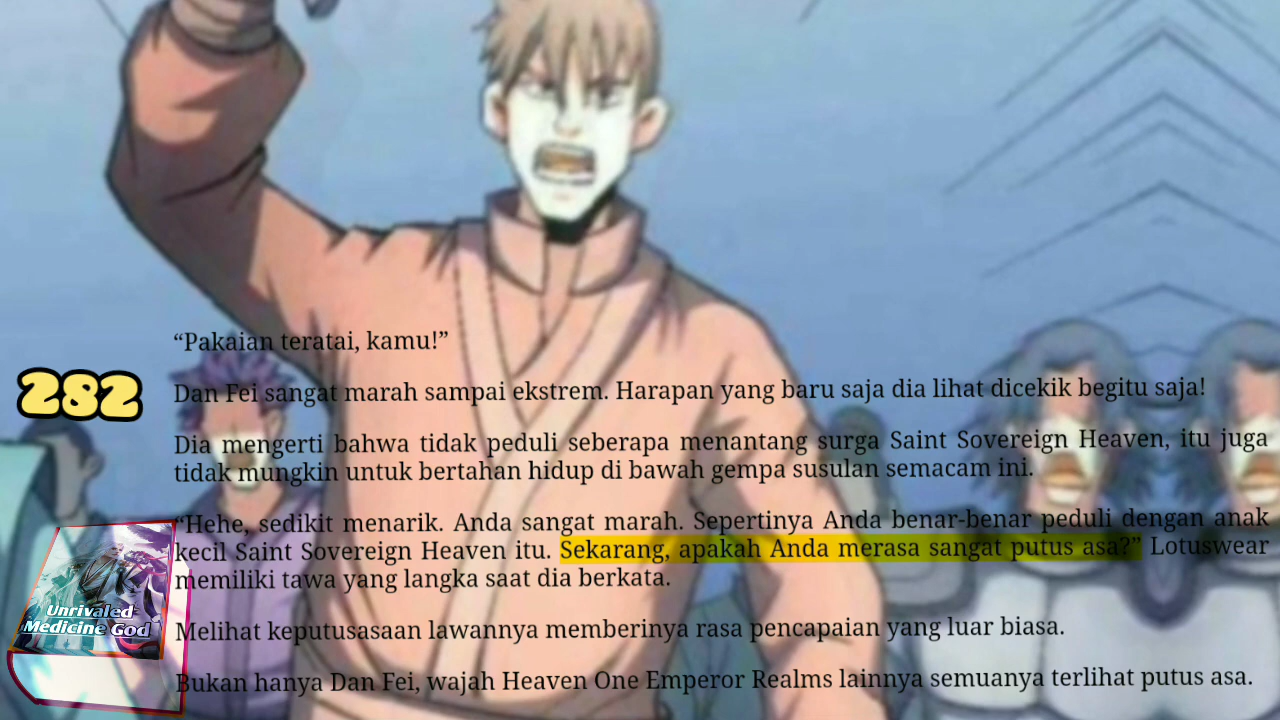 “Pakaian teratai, kamu!”
282
Dan Fei sangat marah sampai ekstrem. Harapan yang baru saja dia lihat dicekik begitu saja!
Dia mengerti bahwa tidak peduli seberapa menantang surga Saint Sovereign Heaven, itu juga
tidak mungkin untuk bertahan hidup di bawah gempa susulan semacam ini.
“Hehe, sedikit menarik. Anda sangat marah. Sepertinya Anda benar-benar peduli dengan anak
kecil Saint Sovereign Heaven itu. Sekarang, apakah Anda merasa sangat putus asa?” Lotuswear
memiliki tawa yang langka saat dia berkata.
Unrivaled
Medicine God
Melihat keputusasaan lawannya memberinya rasa pencapaian yang luar biasa.
Bukan hanya Dan Fei, wajah Heaven One Emperor Realms lainnya semuanya terlihat putus asa.